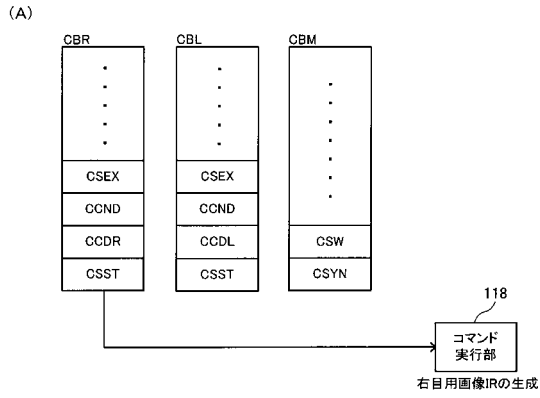 (A)
CBR
CBL
CBM
CSEX
CSEX
CCND
CCND
CCDR
CCDL
CSW
CSST
CSST
CSYN
118
コマンド
実行部
右目用画像IRの生成